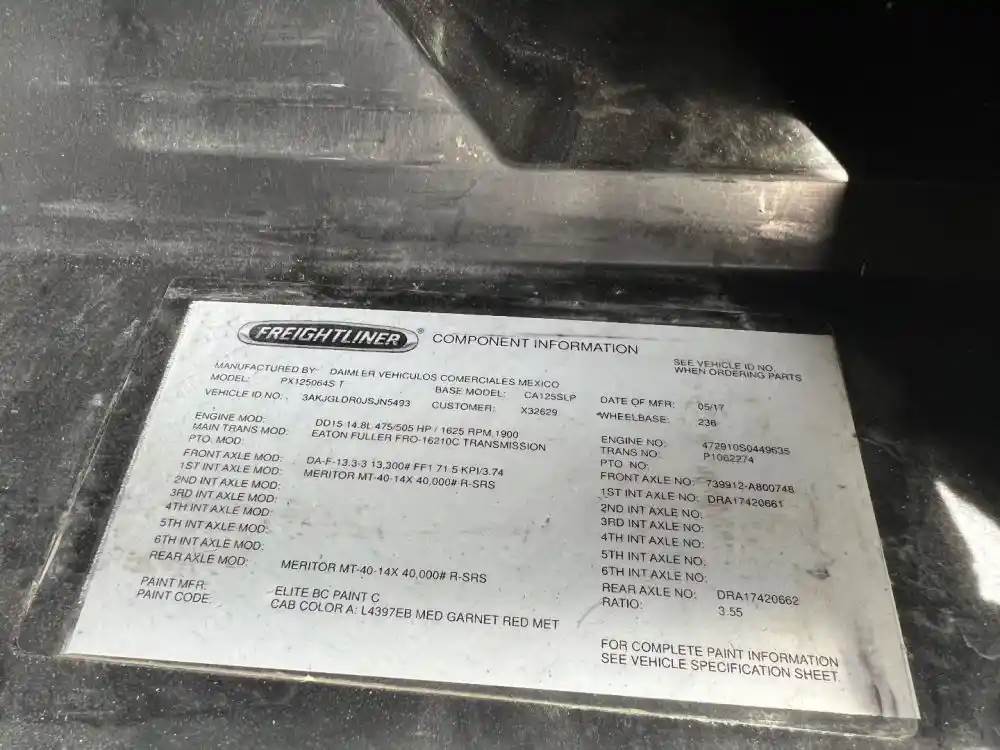 FREIGHTLINER® COMPONENT INFORMATION
SEE VEHICLE ID NO.
WHEN ORDERING PARTS
MANUFACTURED BY: DAIMLER VEHICULOS COMERCIALES MEXICO
MODEL: PX125064S T BASE MODEL: CA125SLP DATE OF MFR: 05/17
VEHICLE ID NO: 3AKJGLDR0JSJN5493 CUSTOMER: X32629 *WHEELBASE: 236
ENGINE MOD: DD15 14.8L 475/505 HP / 1625 RPM, 1900 ENGINE NO: 472910S0449635
MAIN TRANS MOD: EATON FULLER FRO-16210C TRANSMISSION TRANS NO: P1062274
PTO. MOD: PTO NO:
FRONT AXLE MOD: DA-F-13.3-3 13,300# FF1 71.5 KPI/3.74 FRONT AXLE NO: 739912-A800748
1ST INT AXLE MOD: MERITOR MT-40-14X 40,000# R-SRS 1ST INT AXLE NO: DRA17420661
2ND INT AXLE MOD: 2ND INT AXLE NO:
3RD INT AXLE MOD: 3RD INT AXLE NO:
4TH INT AXLE MOD: 4TH INT AXLE NO:
5TH INT AXLE MOD: 5TH INT AXLE NO:
6TH INT AXLE MOD: 6TH INT AXLE NO:
REAR AXLE MOD: MERITOR MT-40-14X 40,000# R-SRS REAR AXLE NO: DRA17420662
RATIO: 3.55
PAINT MFR: ELITE BC PAINT C
PAINT CODE: CAB COLOR A: L4397EB MED GARNET RED MET
FOR COMPLETE PAINT INFORMATION
SEE VEHICLE SPECIFICATION SHEET.